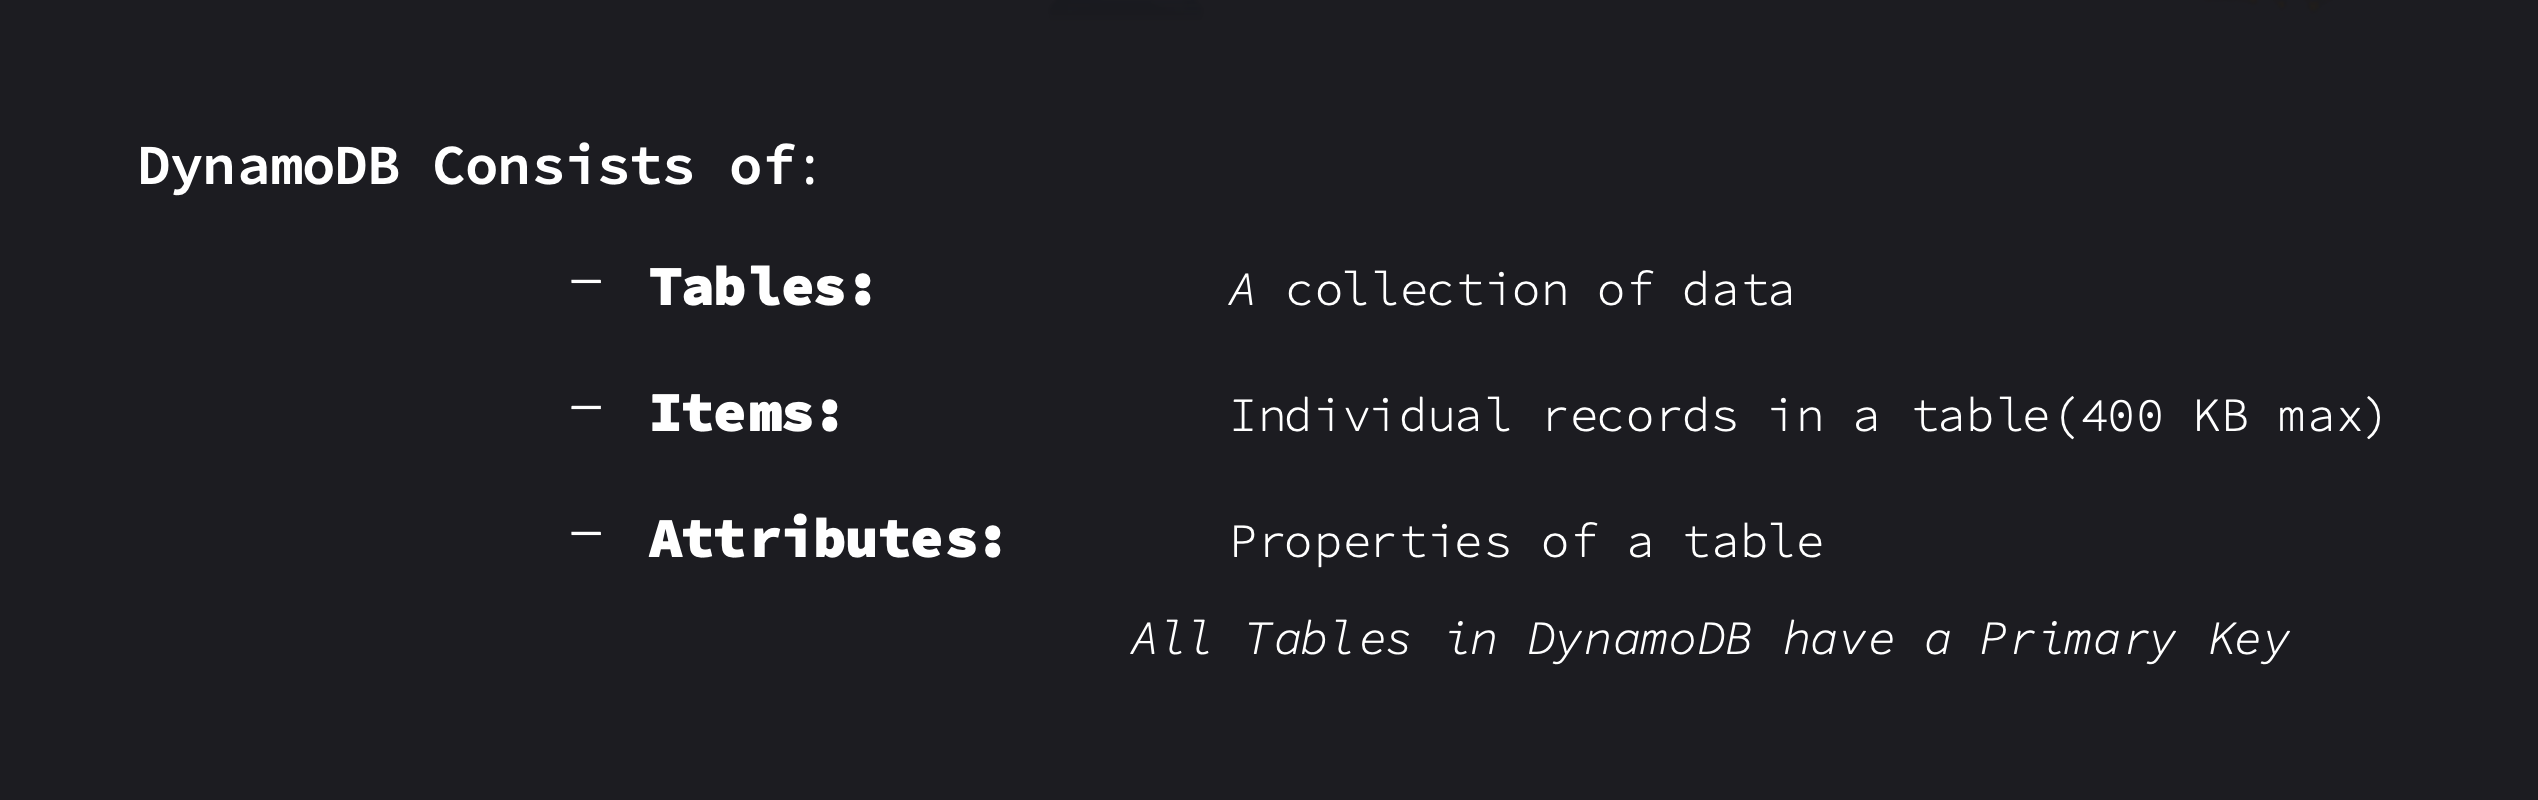 DynamoDB Consists of:
— Tables: A collection of data
— Items: Individual records in a table(400 KB max)
— Attributes: Properties of a table
All Tables in DynamoDB have a Primary Key